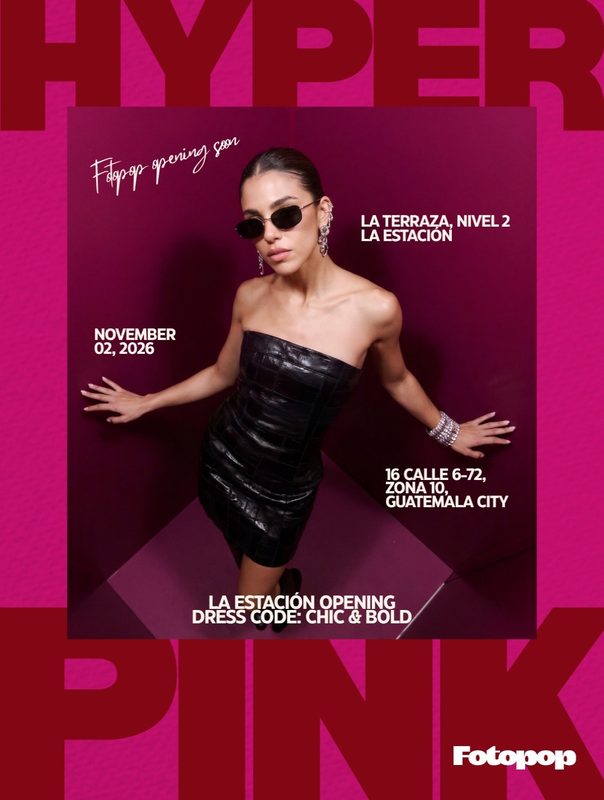 HYPER
Fotopop opening soon
LA TERRAZA, NIVEL 2
LA ESTACIÓN
NOVEMBER
02, 2026
16 CALLE 6-72,
ZONA 10,
GUATEMALA CITY
LA ESTACIÓN OPENING
DRESS CODE: CHIC & BOLD
PINK
Fotopop